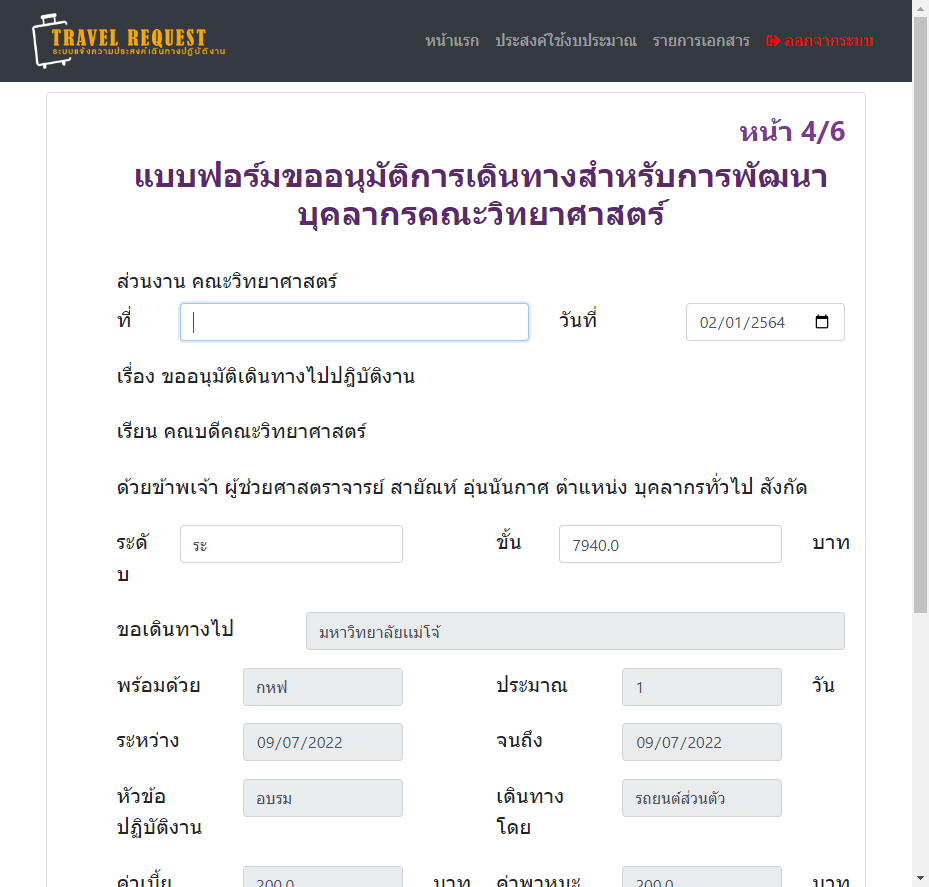 TRAVEL REQUEST
ระบบแจ้งความประสงค์เดินทางปฏิบัติงาน
หน้าแรก ประสงค์ใช้งบประมาณ รายการเอกสาร ออกจากระบบ
หน้า 4/6
แบบฟอร์มขออนุมัติการเดินทางสำหรับการพัฒนา
บุคลากรคณะวิทยาศาสตร์
ส่วนงาน คณะวิทยาศาสตร์
ที่ วันที่ 02/01/2564
เรื่อง ขออนุมัติเดินทางไปปฏิบัติงาน
เรียน คณบดีคณะวิทยาศาสตร์
ด้วยข้าพเจ้า ผู้ช่วยศาสตราจารย์ สายัณห์ อุ่นนันกาศ ตำแหน่ง บุคลากรทั่วไป สังกัด
ระดั ระ ขั้น 7940.0 บาท
บ
ขอเดินทางไป มหาวิทยาลัยแม่โจ้
พร้อมด้วย กหฟ ประมาณ 1 วัน
ระหว่าง 09/07/2022 จนถึง 09/07/2022
หัวข้อ อบรม เดินทาง รถยนต์ส่วนตัว
ปฏิบัติงาน โดย
ค่าเบี้ย 200.0 บาท ค่าพาหนะ 200.0 บาท